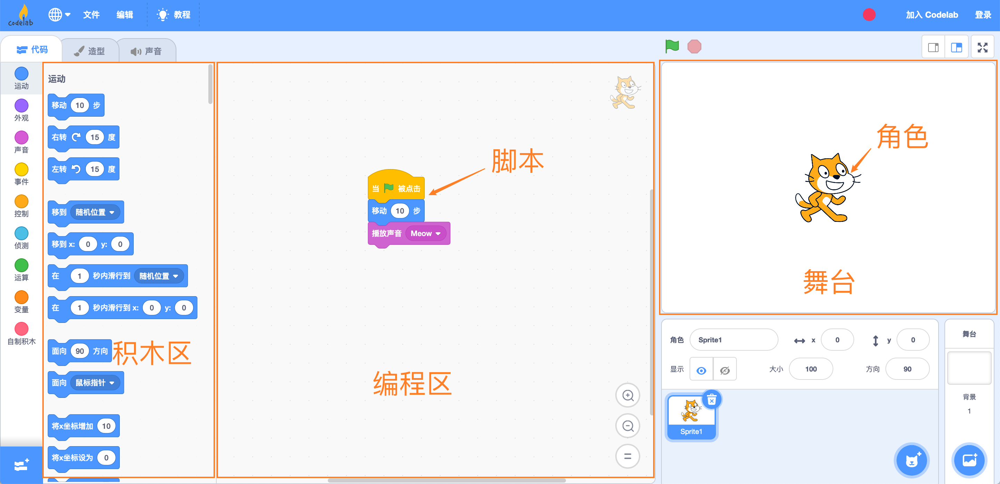 codelab
文件
编辑
教程
加入 Codelab
登录
代码
造型
声音
运动
外观
声音
事件
控制
侦测
运算
变量
自制积木
运动
移动 10 步
右转 15 度
左转 15 度
移到 随机位置
移到 x: 0 y: 0
在 1 秒内滑行到 随机位置
在 1 秒内滑行到 x: 0 y: 0
面向 90 方向
面向 鼠标指针
将x坐标增加 10
将x坐标设为 0
积木区
当 被点击
移动 10 步
播放声音 Meow
脚本
编程区
角色
舞台
角色 Sprite1 x 0 y 0
显示 大小 100 方向 90
Sprite1
舞台
背景
1